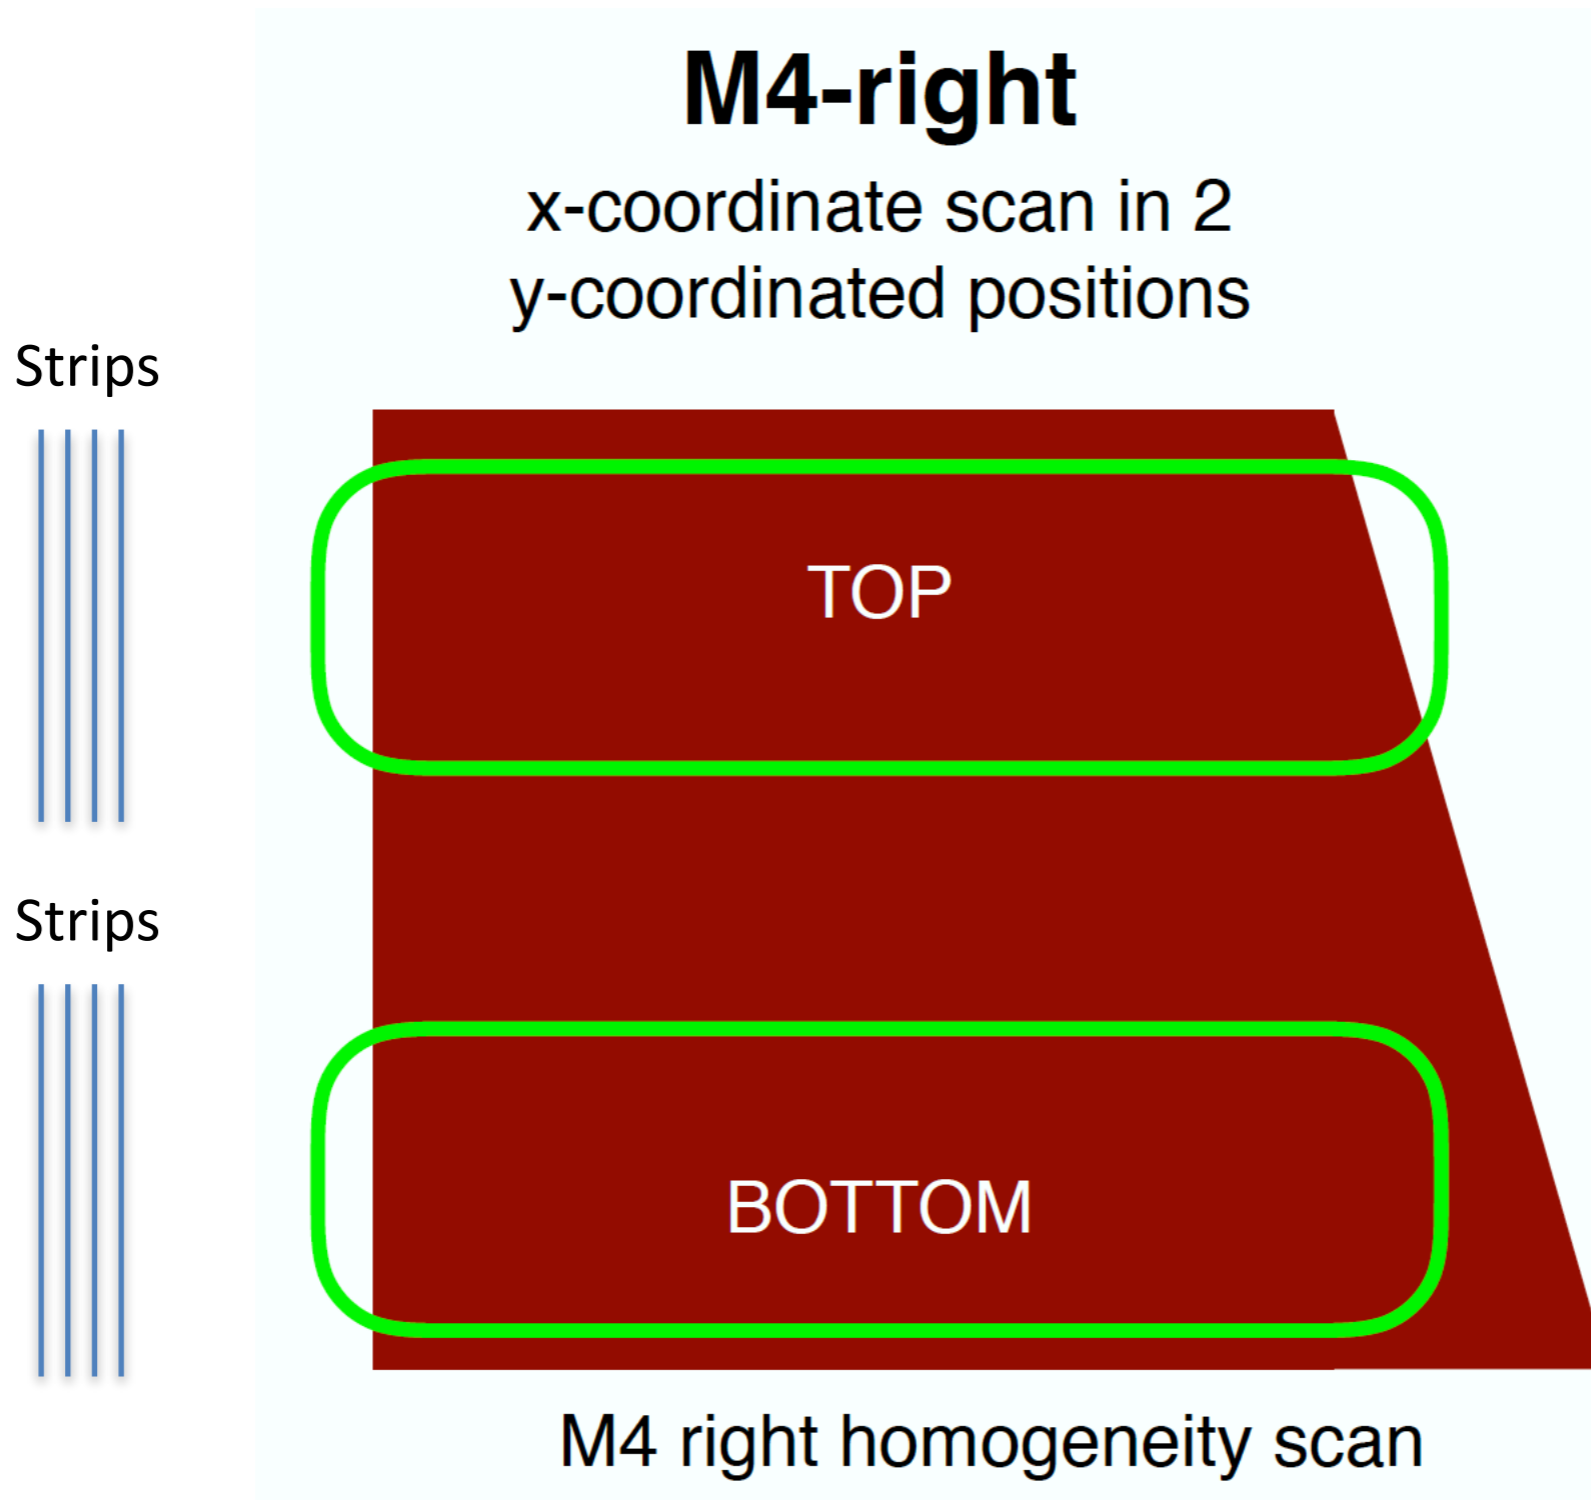 M4-right
x-coordinate scan in 2
y-coordinated positions
Strips
TOP
Strips
BOTTOM
M4 right homogeneity scan